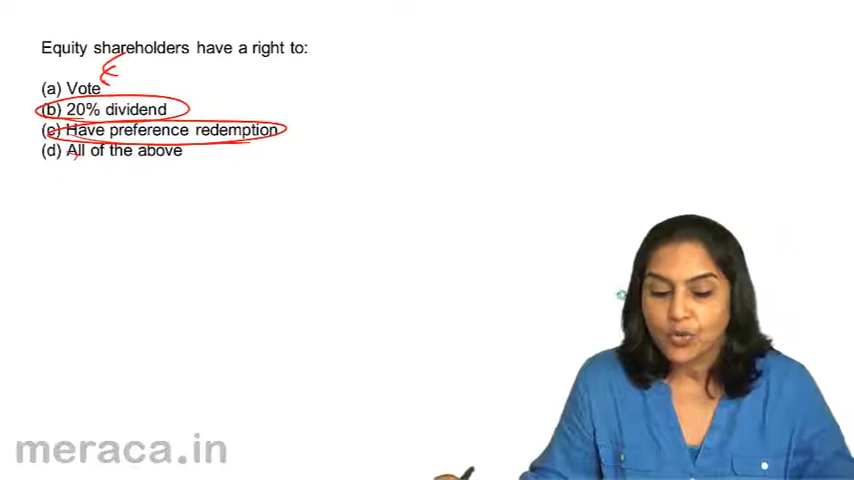 Equity shareholders have a right to:
(a) Vote
(b) 20% dividend
(c) Have preference redemption
(d) All of the above
meraca.in